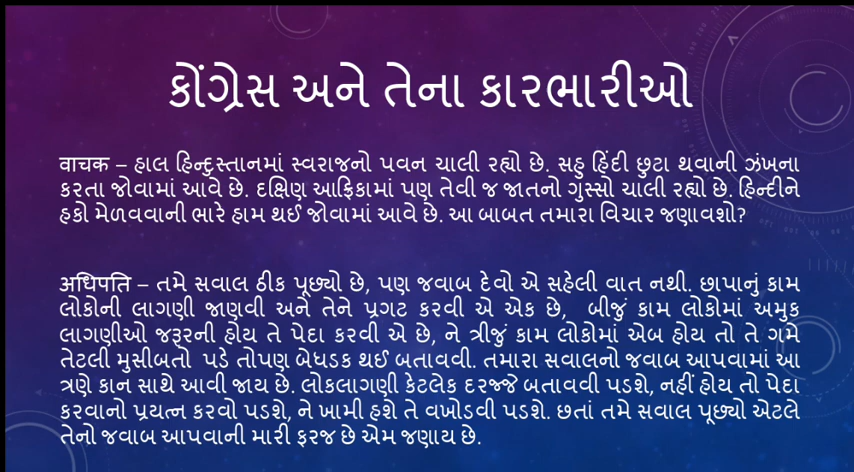 કોંગ્રેસ અને તેના કારભારીઓ
वाचक – હાલ હિન્દુસ્તાનમાં સ્વરાજનો પવન ચાલી રહ્યો છે. સહુ હિંદી છુટા થવાની ઝંખના
કરતા જોવામાં આવે છે. દક્ષિણ આફ્રિકામાં પણ તેવી જ જાતનો ગુસ્સો ચાલી રહ્યો છે. હિન્દીને
હકો મેળવવાની ભારે હામ થઈ જોવામાં આવે છે. આ બાબત તમારા વિચાર જણાવશો?
અધિપતિ – તમે સવાલ ઠીક પૂછ્યો છે, પણ જવાબ દેવો એ સહેલી વાત નથી. છાપાનું કામ
લોકોની લાગણી જાણવી અને તેને પ્રગટ કરવી એ એક છે, બીજું કામ લોકોમાં અમુક
લાગણીઓ જરૂરની હોય તે પેદા કરવી એ છે, ને ત્રીજું કામ લોકોમાં એબ હોય તો તે ગમે
તેટલી મુસીબતો પડે તોપણ બેધડક થઈ બતાવવી. તમારા સવાલનો જવાબ આપવામાં આ
ત્રણે કાન સાથે આવી જાય છે. લોકલાગણી કેટલેક દરજ્જે બતાવવી પડશે, નહીં હોય તો પેદા
કરવાનો પ્રયત્ન કરવો પડશે, ને ખામી હશે તે વખોડવી પડશે. છતાં તમે સવાલ પૂછ્યો એટલે
તેનો જવાબ આપવાની મારી ફરજ છે એમ જણાય છે.